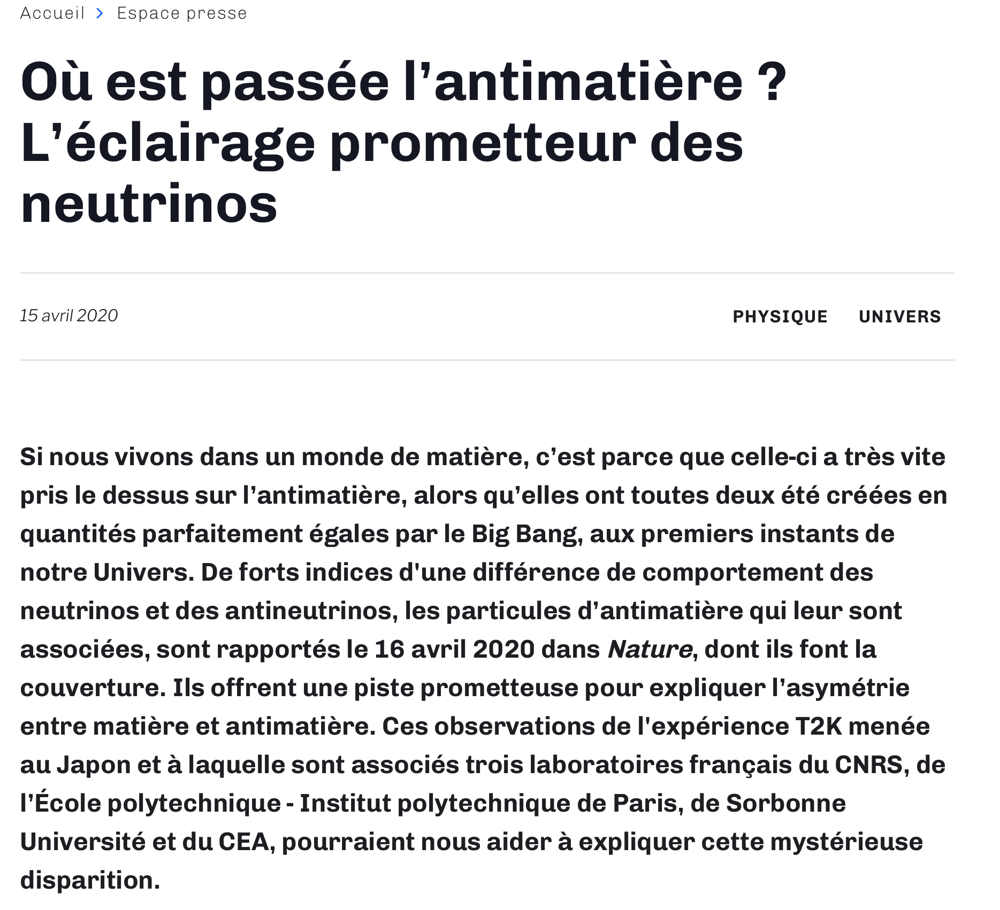 Accueil > Espace presse
Où est passée l’antimatière ?
L’éclairage prometteur des
neutrinos
15 avril 2020 PHYSIQUE UNIVERS
Si nous vivons dans un monde de matière, c’est parce que celle-ci a très vite
pris le dessus sur l’antimatière, alors qu’elles ont toutes deux été créées en
quantités parfaitement égales par le Big Bang, aux premiers instants de
notre Univers. De forts indices d'une différence de comportement des
neutrinos et des antineutrinos, les particules d’antimatière qui leur sont
associées, sont rapportés le 16 avril 2020 dans Nature, dont ils font la
couverture. Ils offrent une piste prometteuse pour expliquer l’asymétrie
entre matière et antimatière. Ces observations de l'expérience T2K menée
au Japon et à laquelle sont associés trois laboratoires français du CNRS, de
l’École polytechnique - Institut polytechnique de Paris, de Sorbonne
Université et du CEA, pourraient nous aider à expliquer cette mystérieuse
disparition.